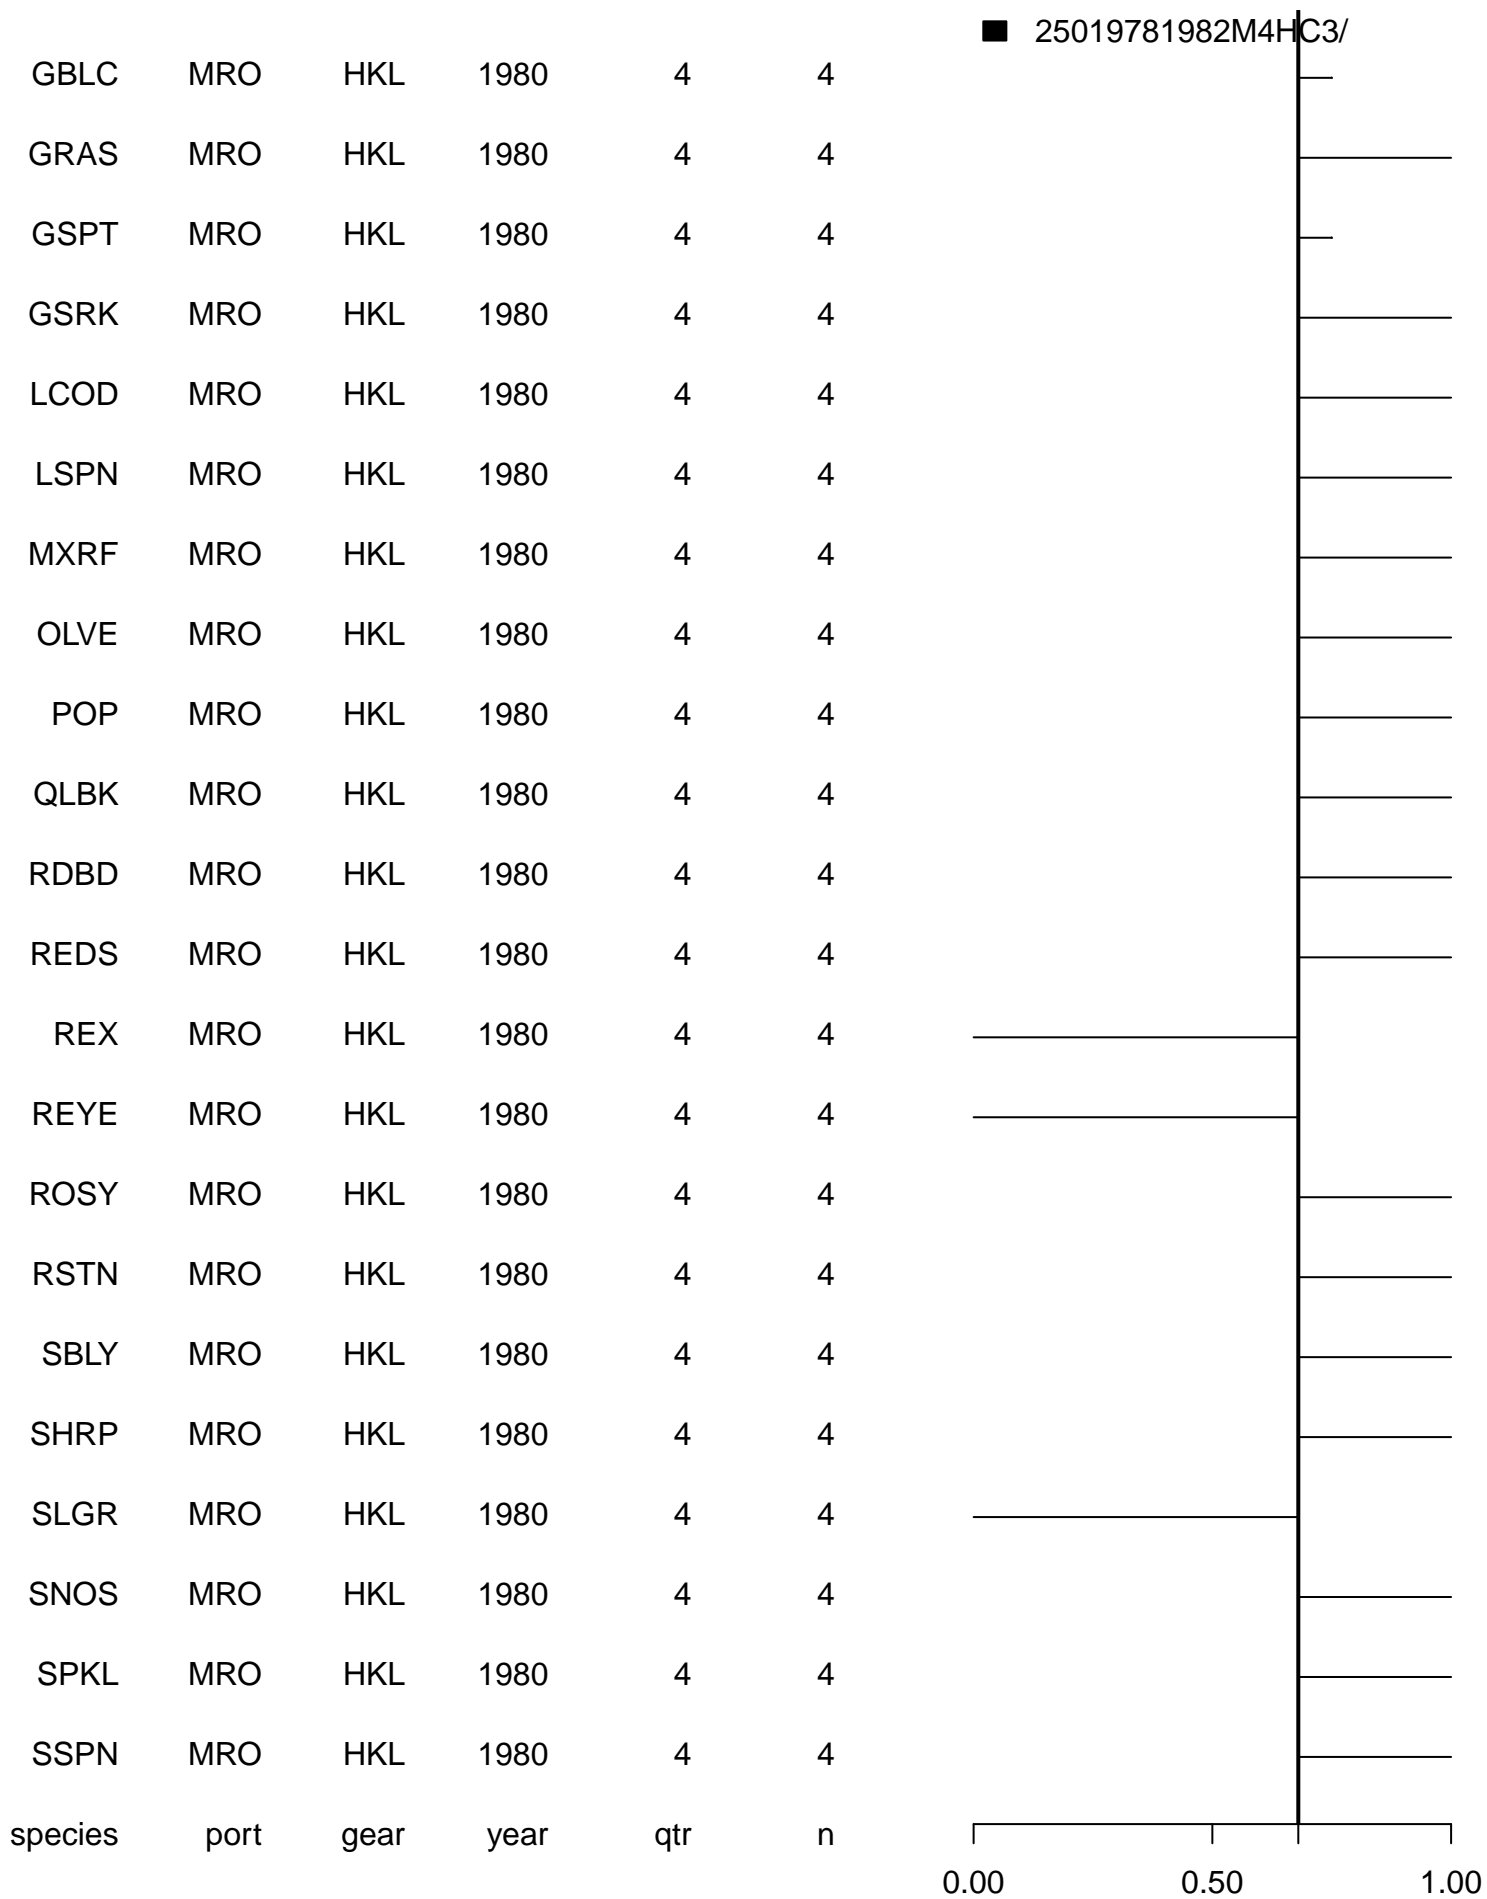 25019781982M4HC3/
GBLC MRO HKL 1980 4 4
GRAS MRO HKL 1980 4 4
GSPT MRO HKL 1980 4 4
GSRK MRO HKL 1980 4 4
LCOD MRO HKL 1980 4 4
LSPN MRO HKL 1980 4 4
MXRF MRO HKL 1980 4 4
OLVE MRO HKL 1980 4 4
POP MRO HKL 1980 4 4
QLBK MRO HKL 1980 4 4
RDBD MRO HKL 1980 4 4
REDS MRO HKL 1980 4 4
REX MRO HKL 1980 4 4
REYE MRO HKL 1980 4 4
ROSY MRO HKL 1980 4 4
RSTN MRO HKL 1980 4 4
SBLY MRO HKL 1980 4 4
SHRP MRO HKL 1980 4 4
SLGR MRO HKL 1980 4 4
SNOS MRO HKL 1980 4 4
SPKL MRO HKL 1980 4 4
SSPN MRO HKL 1980 4 4
species port gear year qtr n
0.00 0.50 1.00